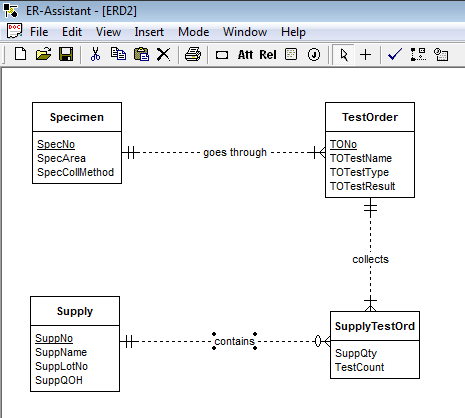 ER-Assistant - [ERD2]
File Edit View Insert Mode Window Help
Att Rel
Specimen
SpecNo
SpecArea
SpecCollMethod
goes through
TestOrder
TONo
TOTestName
TOTestType
TOTestResult
collects
Supply
SuppNo
SuppName
SuppLotNo
SuppQOH
contains
SupplyTestOrd
SuppQty
TestCount